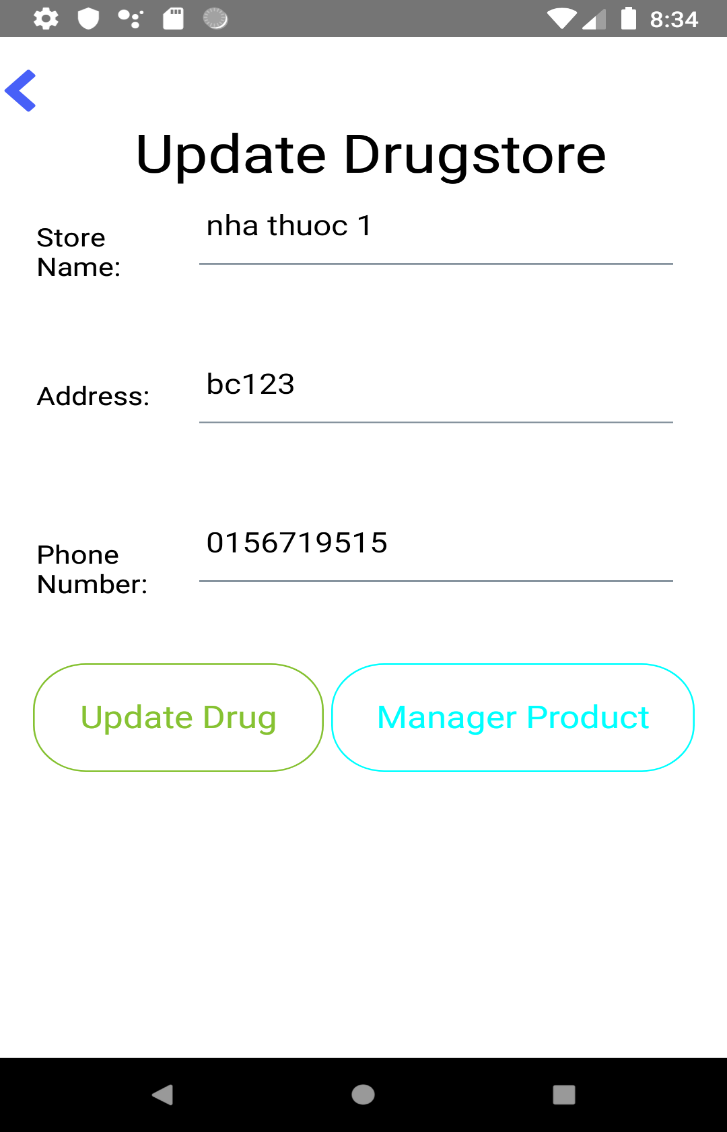 8:34
Update Drugstore
Store
Name:
nha thuoc 1
Address:
bc123
Phone
Number:
0156719515
Update Drug
Manager Product